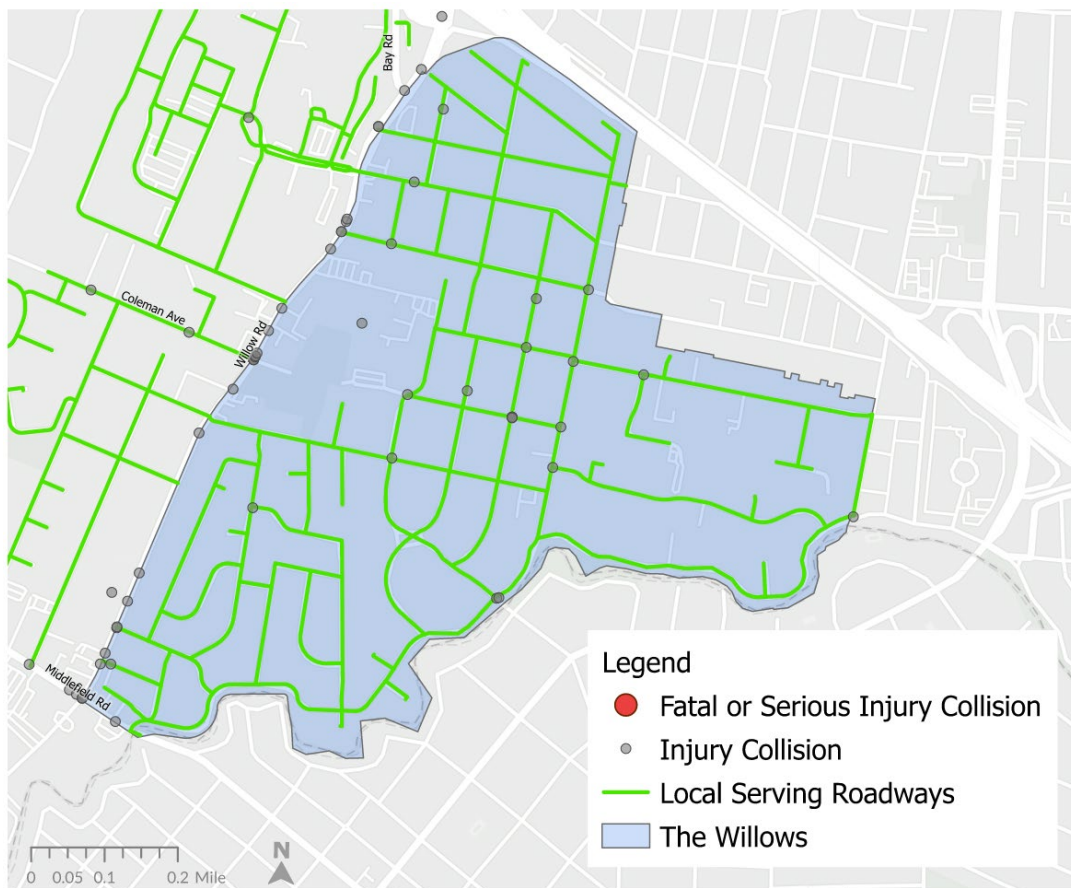 Bay Rd
Coleman Ave
Willow Rd
Middlefield Rd
Legend
Fatal or Serious Injury Collision
Injury Collision
Local Serving Roadways
The Willows
N
0 0.05 0.1 0.2 Mile